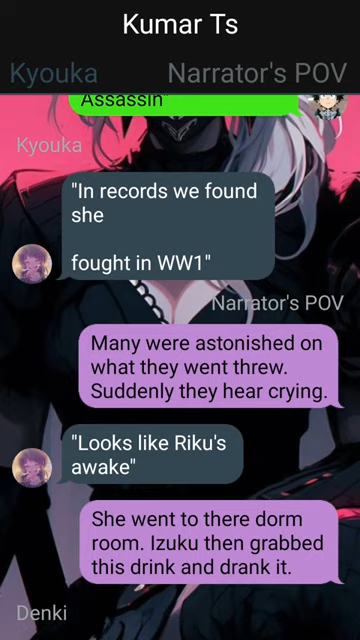 Kumar Ts
Kyouka
Narrator's POV
Assassin"
Kyouka
"In records we found
she
fought in WW1"
Narrator's POV
Many were astonished on
what they went threw.
Suddenly they hear crying.
"Looks like Riku's
awake"
She went to there dorm
room. Izuku then grabbed
this drink and drank it.
Denki